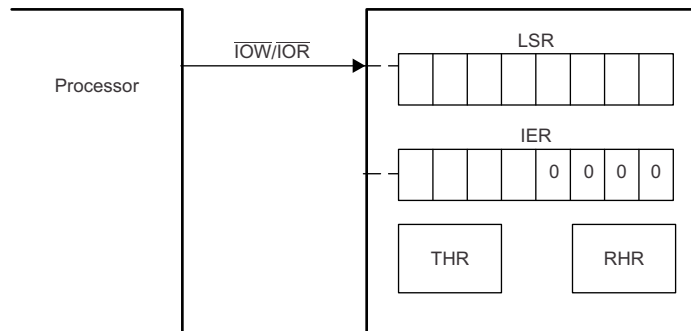 LSR
IOW/IOR
Processor
IER
0 0 0 0
THR RHR